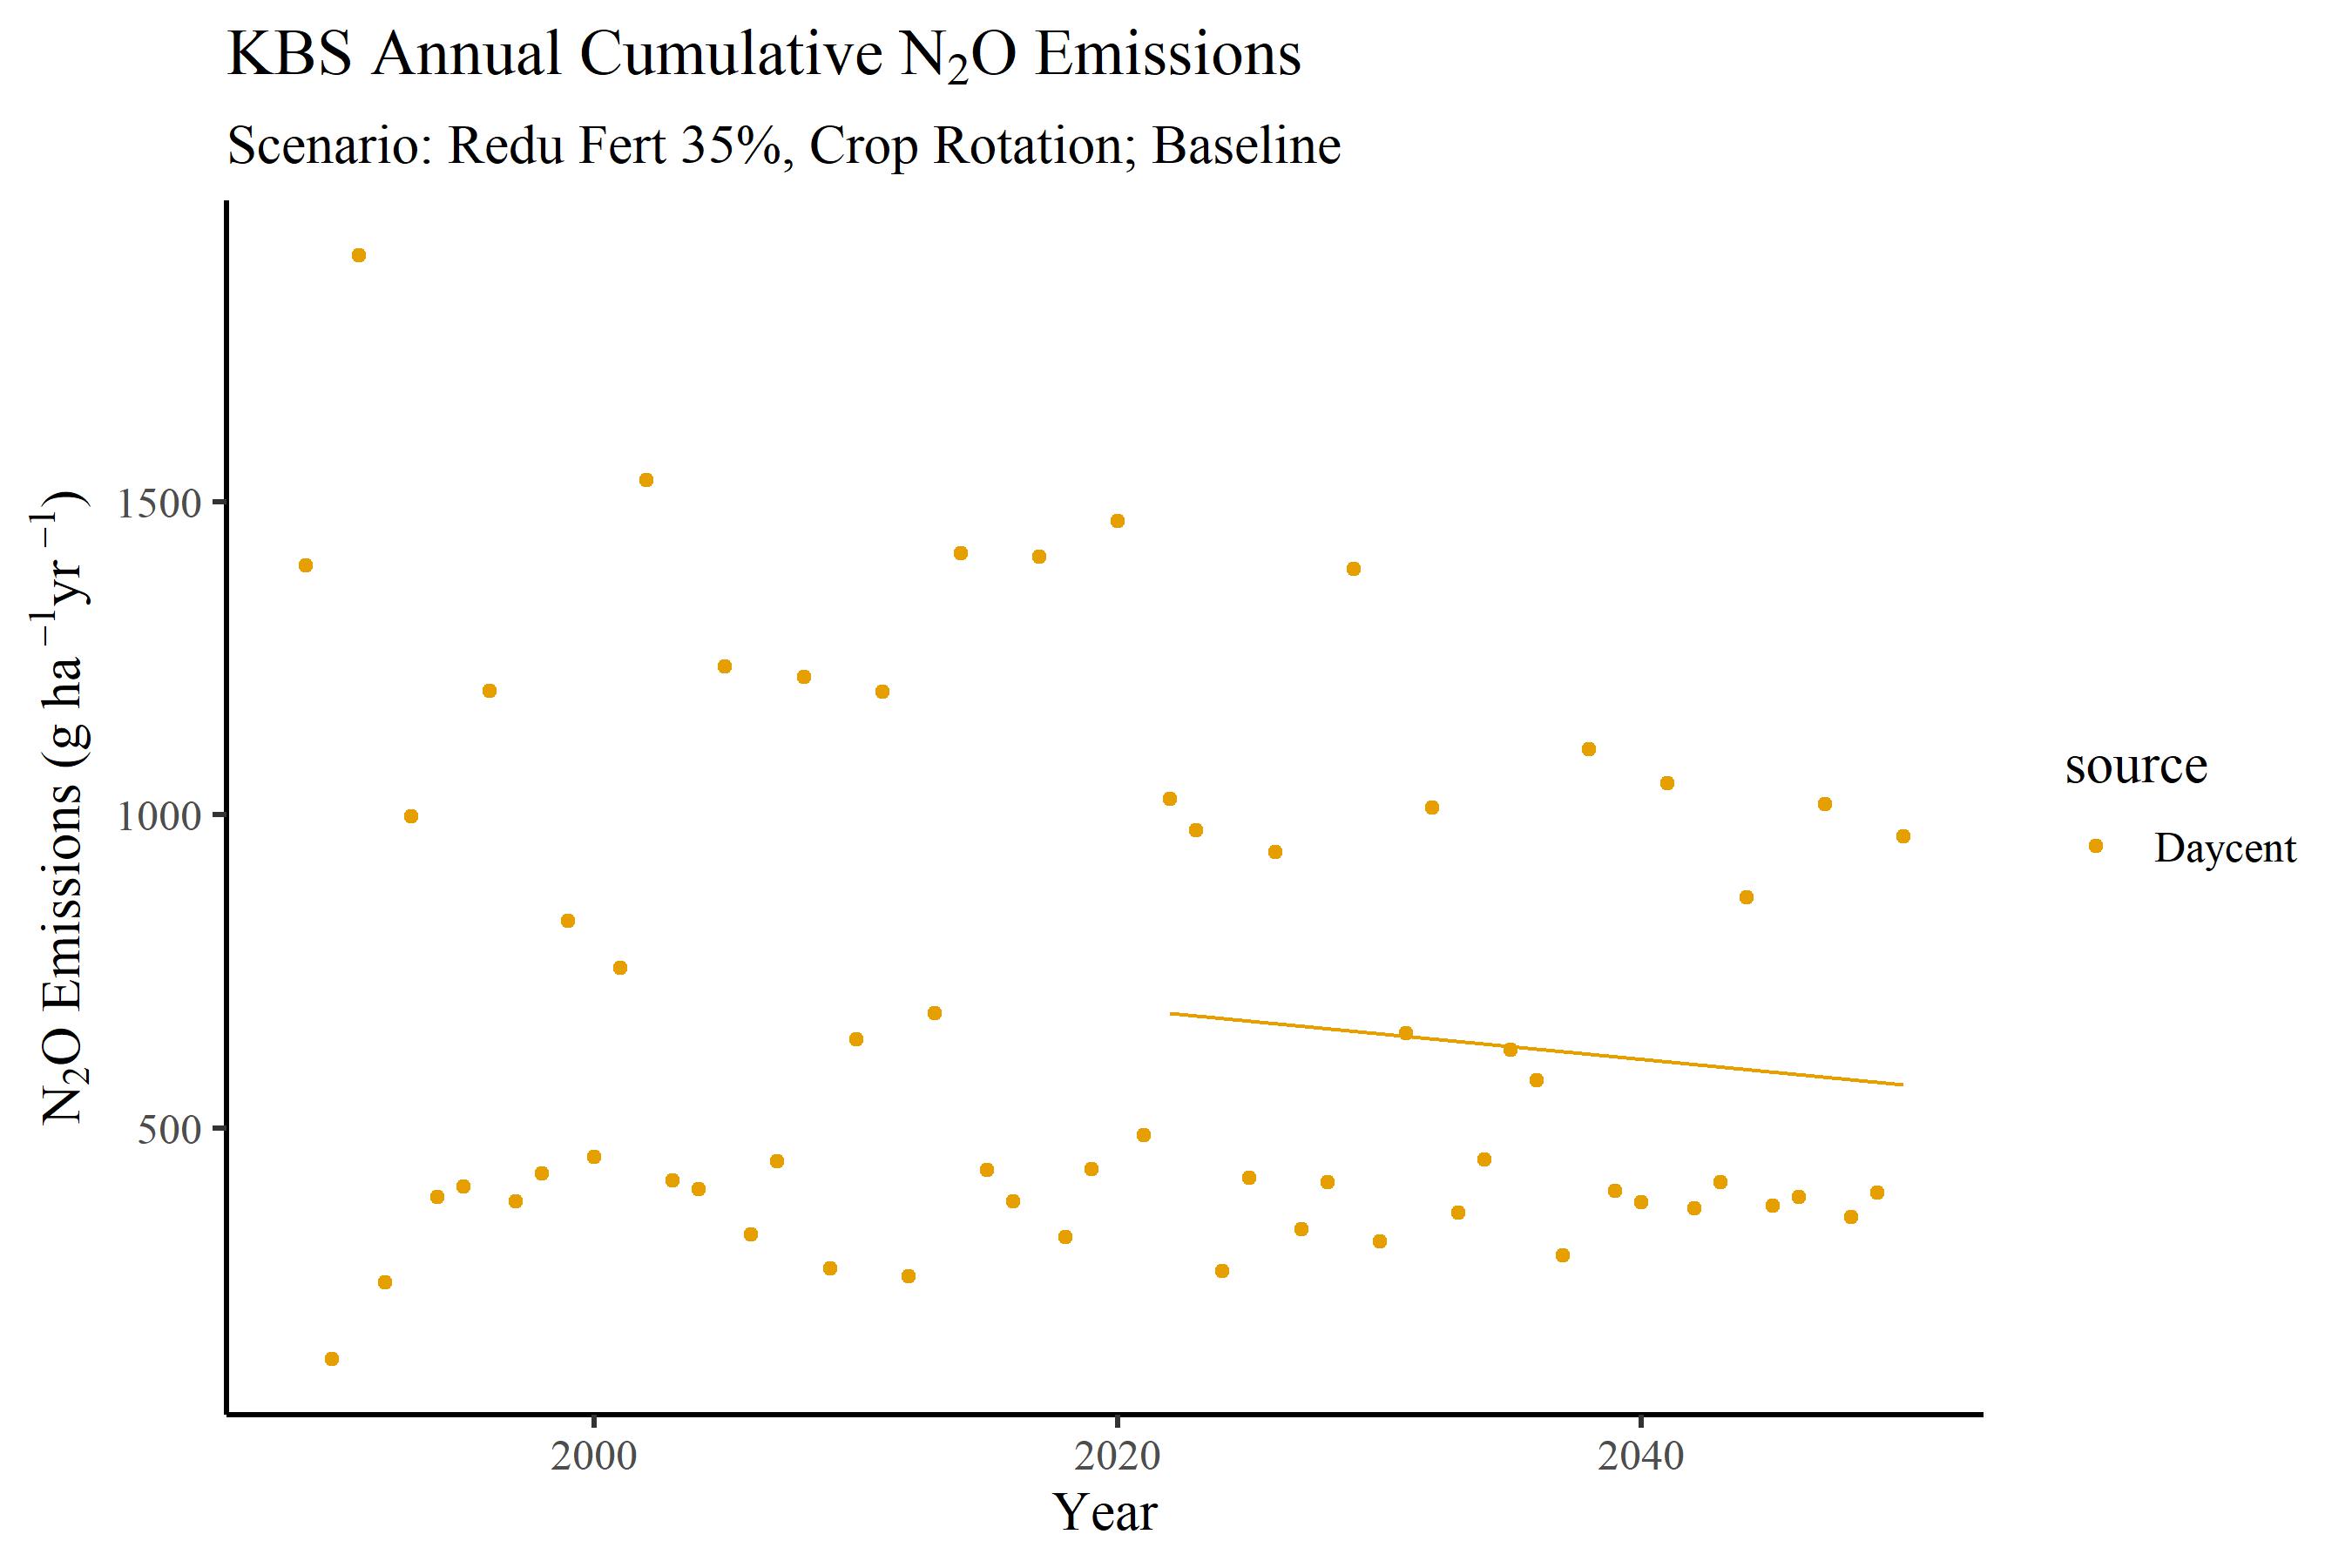 KBS Annual Cumulative N₂O Emissions
Scenario: Redu Fert 35%, Crop Rotation; Baseline
N₂O Emissions (g ha ⁻¹yr ⁻¹)
1500
1000
500
2000
2020
2040
Year
source
Daycent